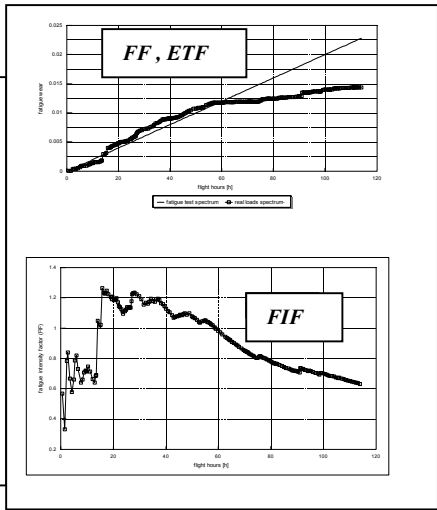 FF , ETF
0.025
0.02
0.015
0.01
0.005
0
fatigue wear
0 20 40 60 80 100 120
flight hours [h]
fatigue test spectrum real loads spectrum
FIF
1.4
1.2
1
0.8
0.6
0.4
0.2
fatigue intensity factor (FIF)
0 20 40 60 80 100 120
flight hours [h]